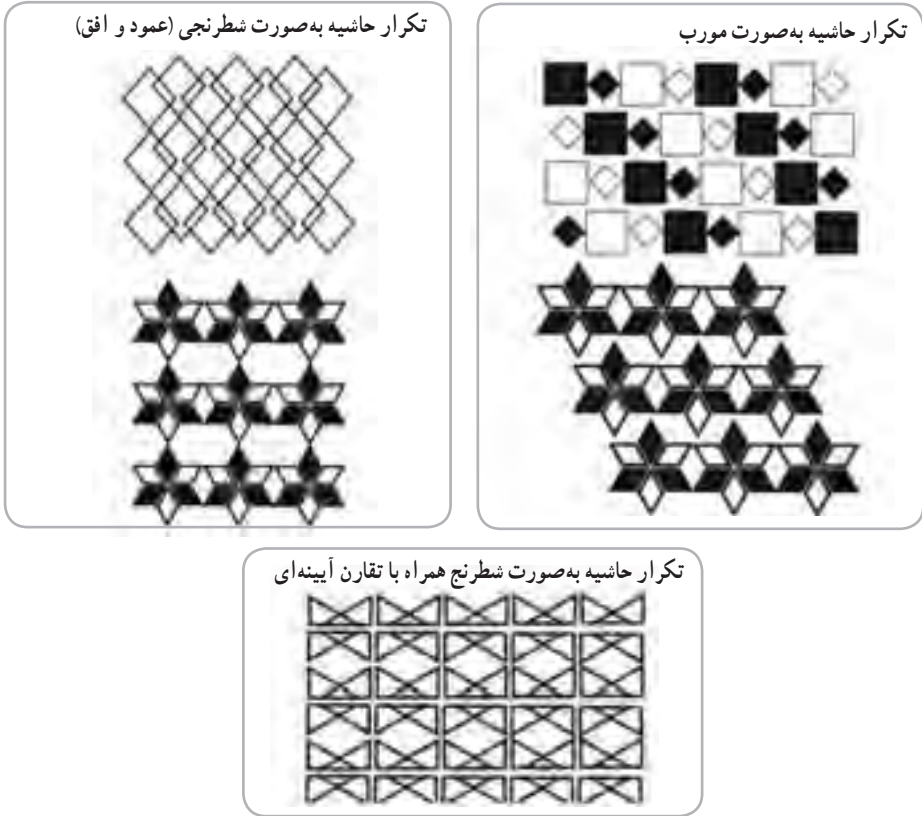 تکرار حاشیه به‌صورت مورب
تکرار حاشیه به‌صورت شطرنجی (عمود و افق)
تکرار حاشیه به‌صورت شطرنج همراه با تقارن آیینه‌ای